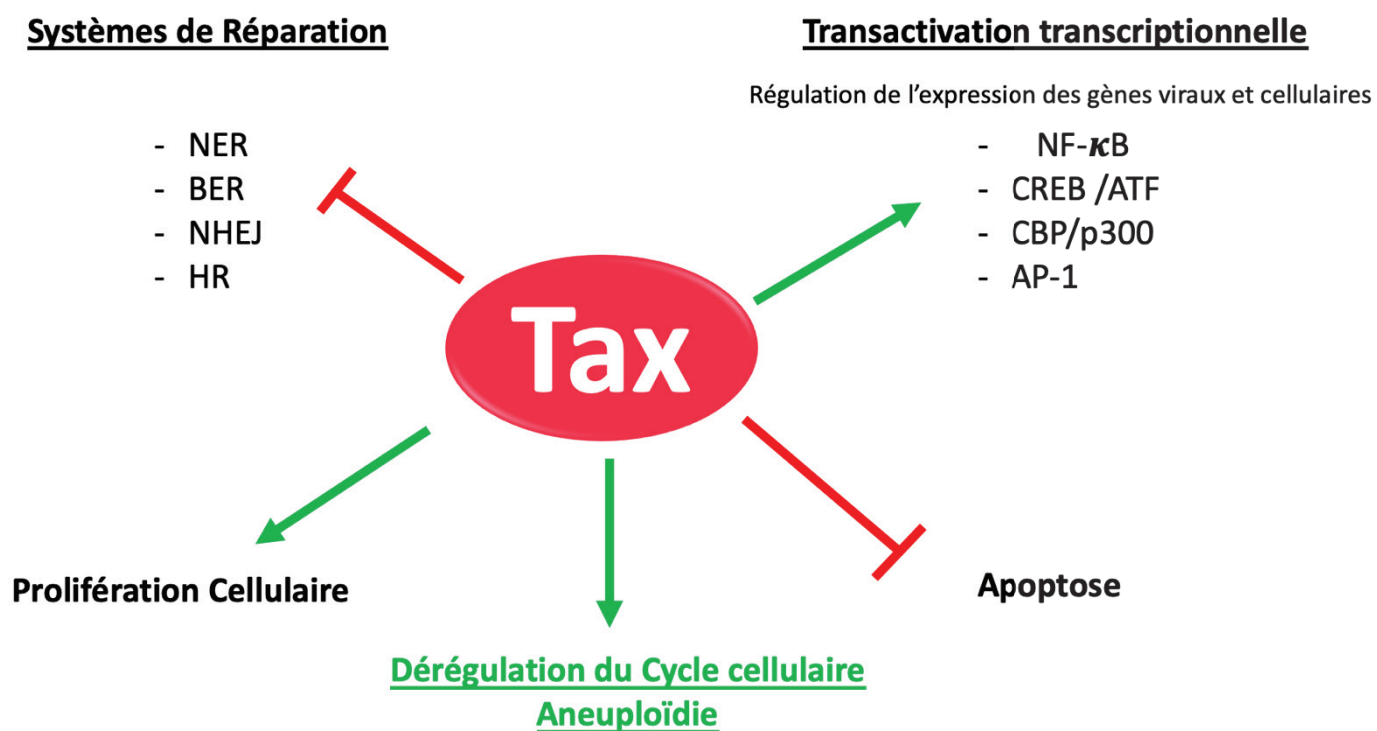 Systèmes de Réparation
- NER
- BER
- NHEJ
- HR
Transactivation transcriptionnelle
Régulation de l’expression des gènes viraux et cellulaires
- NF-κB
- CREB /ATF
- CBP/p300
- AP-1
Tax
Prolifération Cellulaire
Apoptose
Dérégulation du Cycle cellulaire
Aneuploïdie